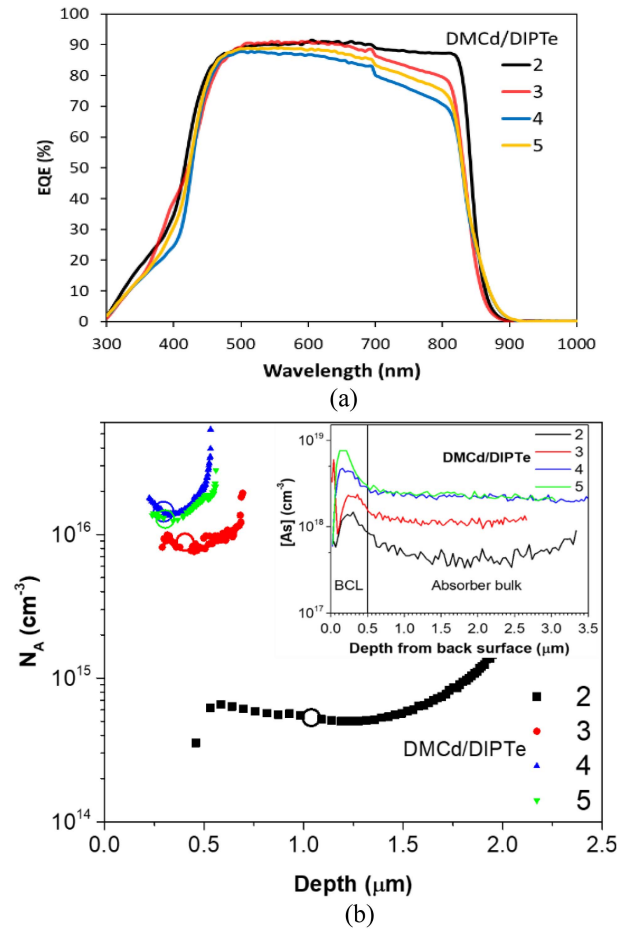 DMCd/DIPTe
2
3
4
5
100
90
80
70
60
50
40
30
20
10
0
EQE (%)
300 400 500 600 700 800 900 1000
Wavelength (nm)
(a)
10^16
10^15
10^14
N_A (cm^-3)
0.0 0.5 1.0 1.5 2.0 2.5
Depth (μm)
DMCd/DIPTe
2
3
4
5
10^19
10^18
10^17
[As] (cm^-3)
DMCd/DIPTe
2
3
4
5
BCL Absorber bulk
0.0 0.5 1.0 1.5 2.0 2.5 3.0 3.5
Depth from back surface (μm)
(b)